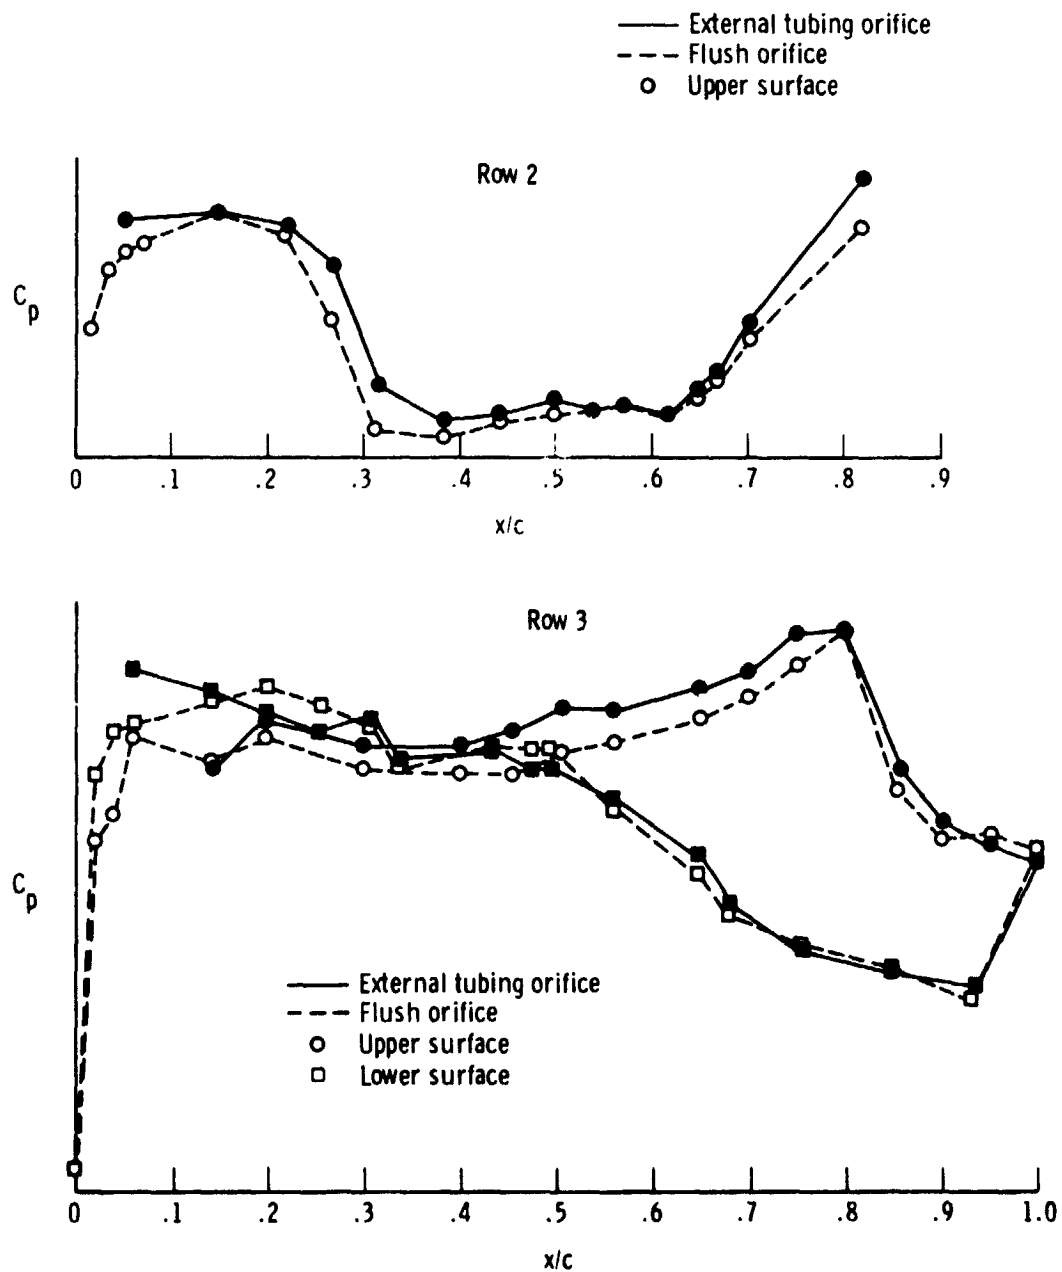 External tubing orifice
Flush orifice
Upper surface
Row 2
Cp
0 .1 .2 .3 .4 .5 .6 .7 .8 .9
x/c
Row 3
Cp
External tubing orifice
Flush orifice
Upper surface
Lower surface
0 .1 .2 .3 .4 .5 .6 .7 .8 .9 1.0
x/c